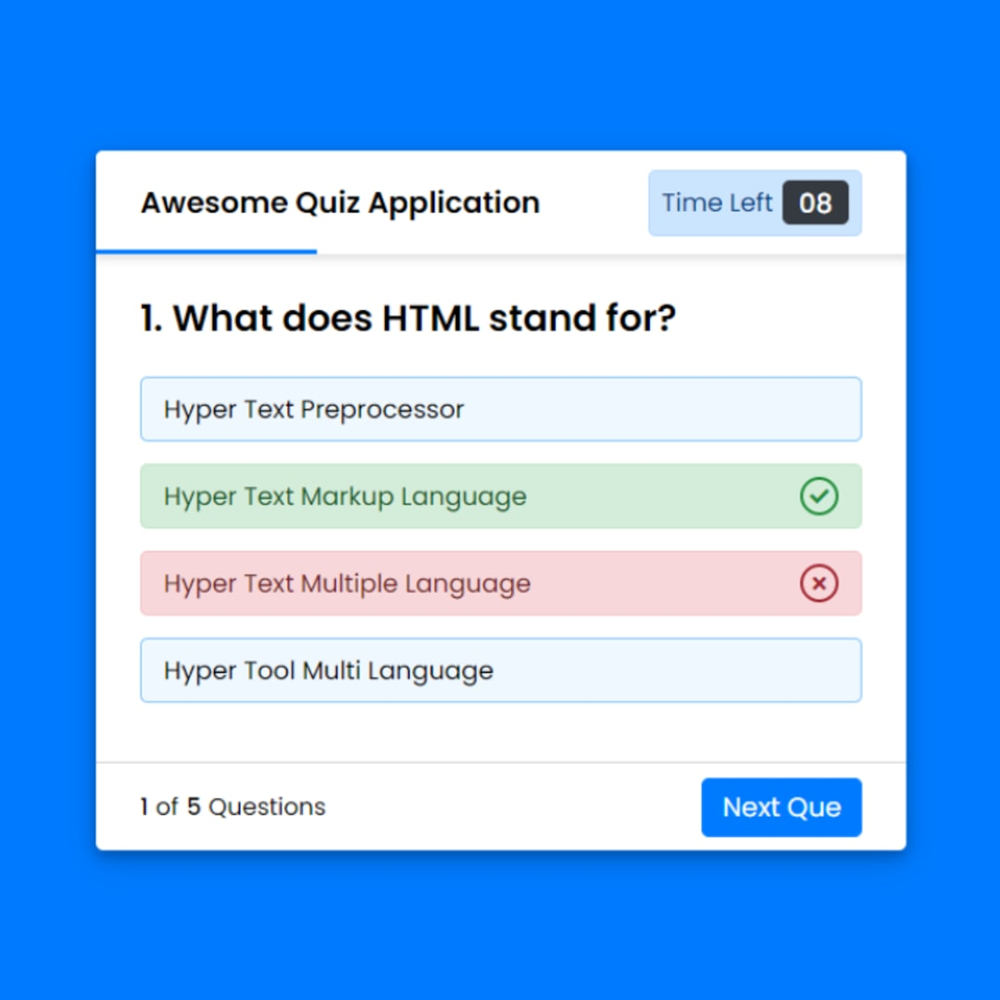 Awesome Quiz Application
Time Left 08
1. What does HTML stand for?
Hyper Text Preprocessor
Hyper Text Markup Language
Hyper Text Multiple Language
Hyper Tool Multi Language
1 of 5 Questions
Next Que